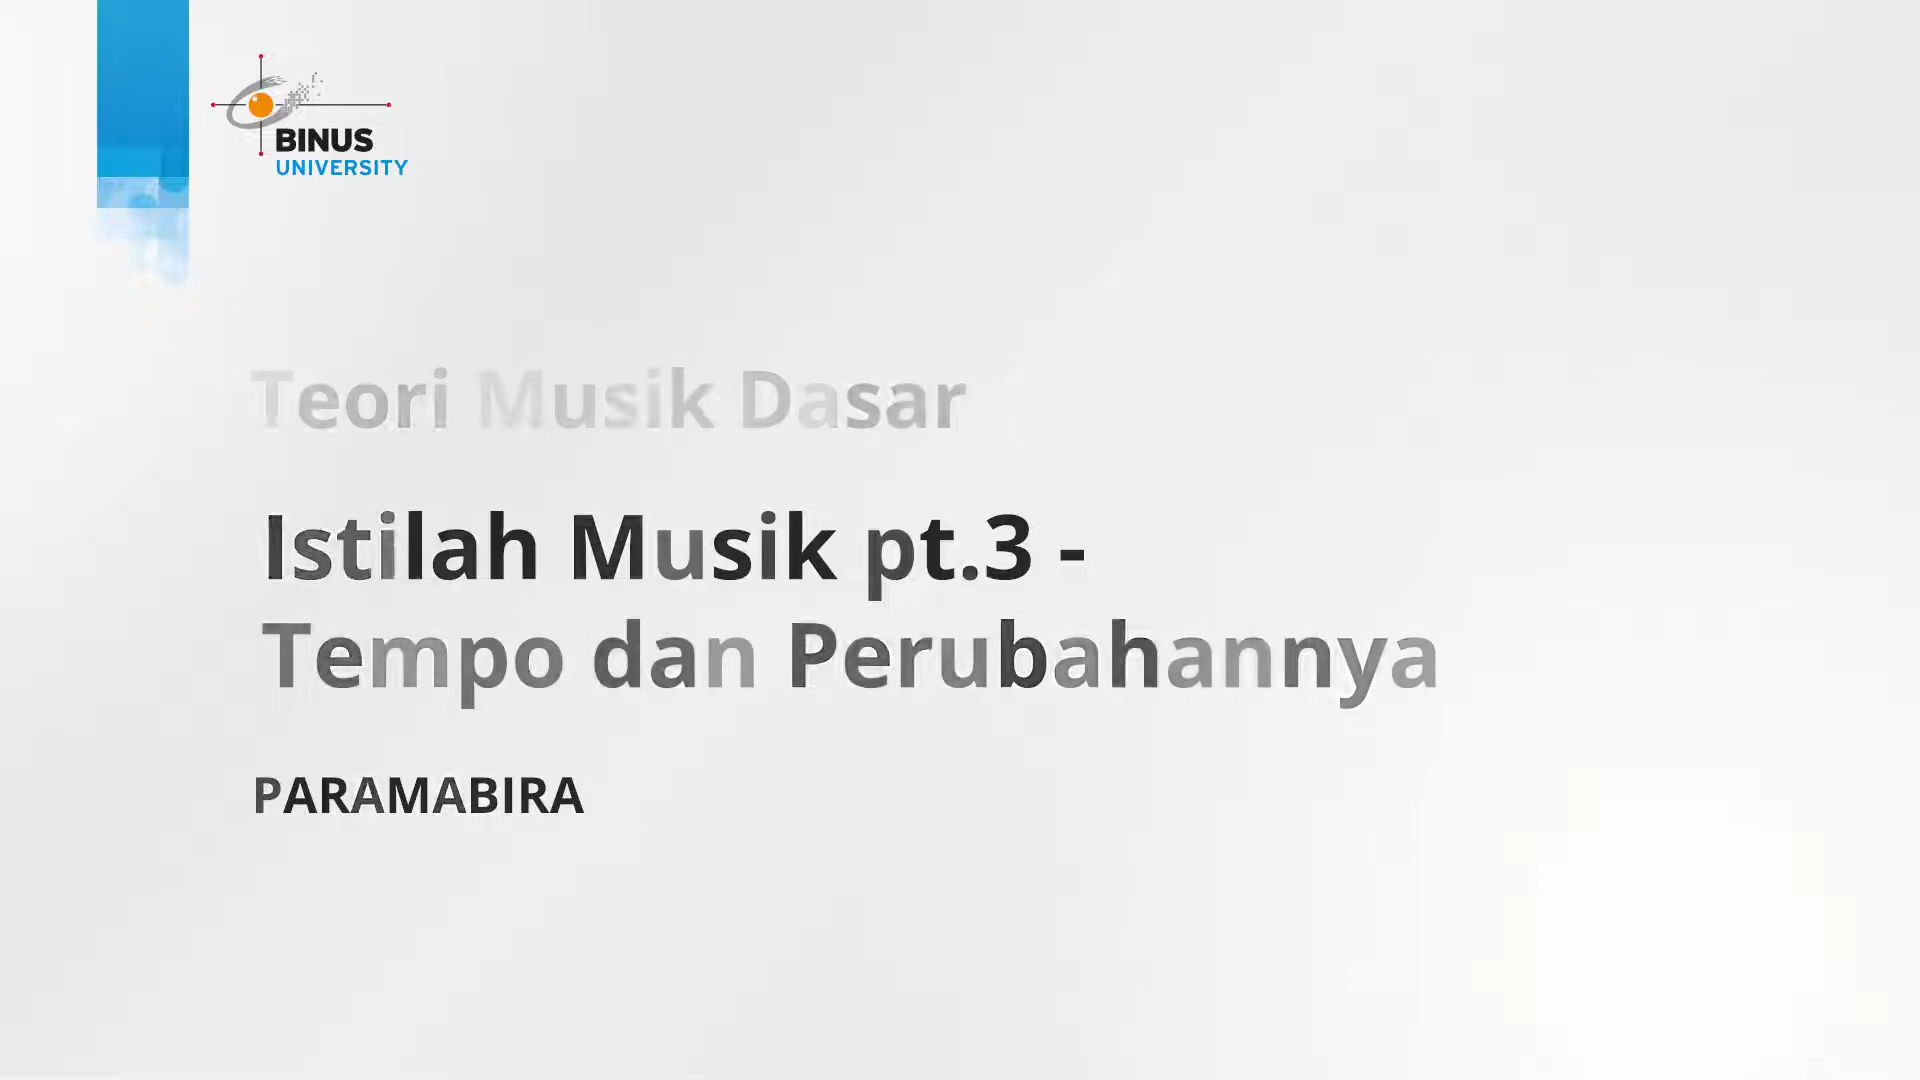 BINUS
UNIVERSITY
Teori Musik Dasar
Istilah Musik pt.3 -
Tempo dan Perubahannya
PARAMABIRA